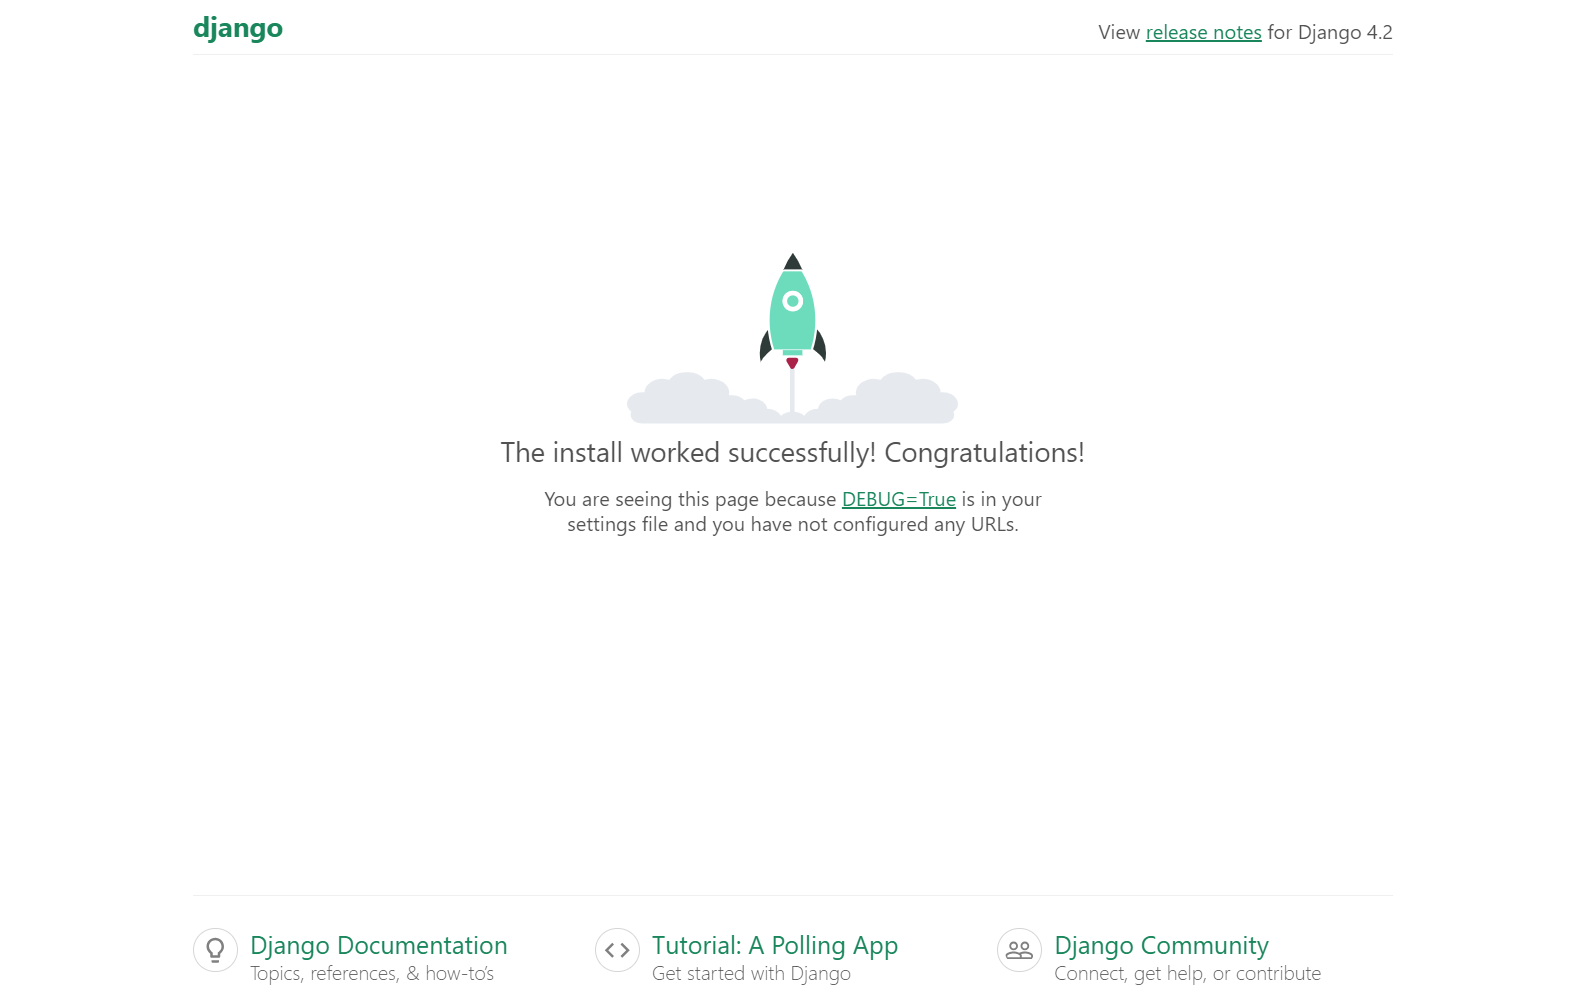 django
View release notes for Django 4.2
The install worked successfully! Congratulations!
You are seeing this page because DEBUG=True is in your
settings file and you have not configured any URLs.
Django Documentation
Topics, references, & how-to’s
Tutorial: A Polling App
Get started with Django
Django Community
Connect, get help, or contribute